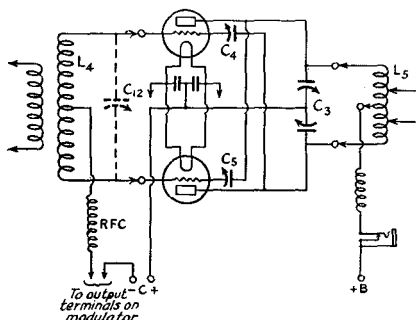 L4
C4
L5
C12
C3
C5
RFC
-C +
+B
To output
terminals on
modulator